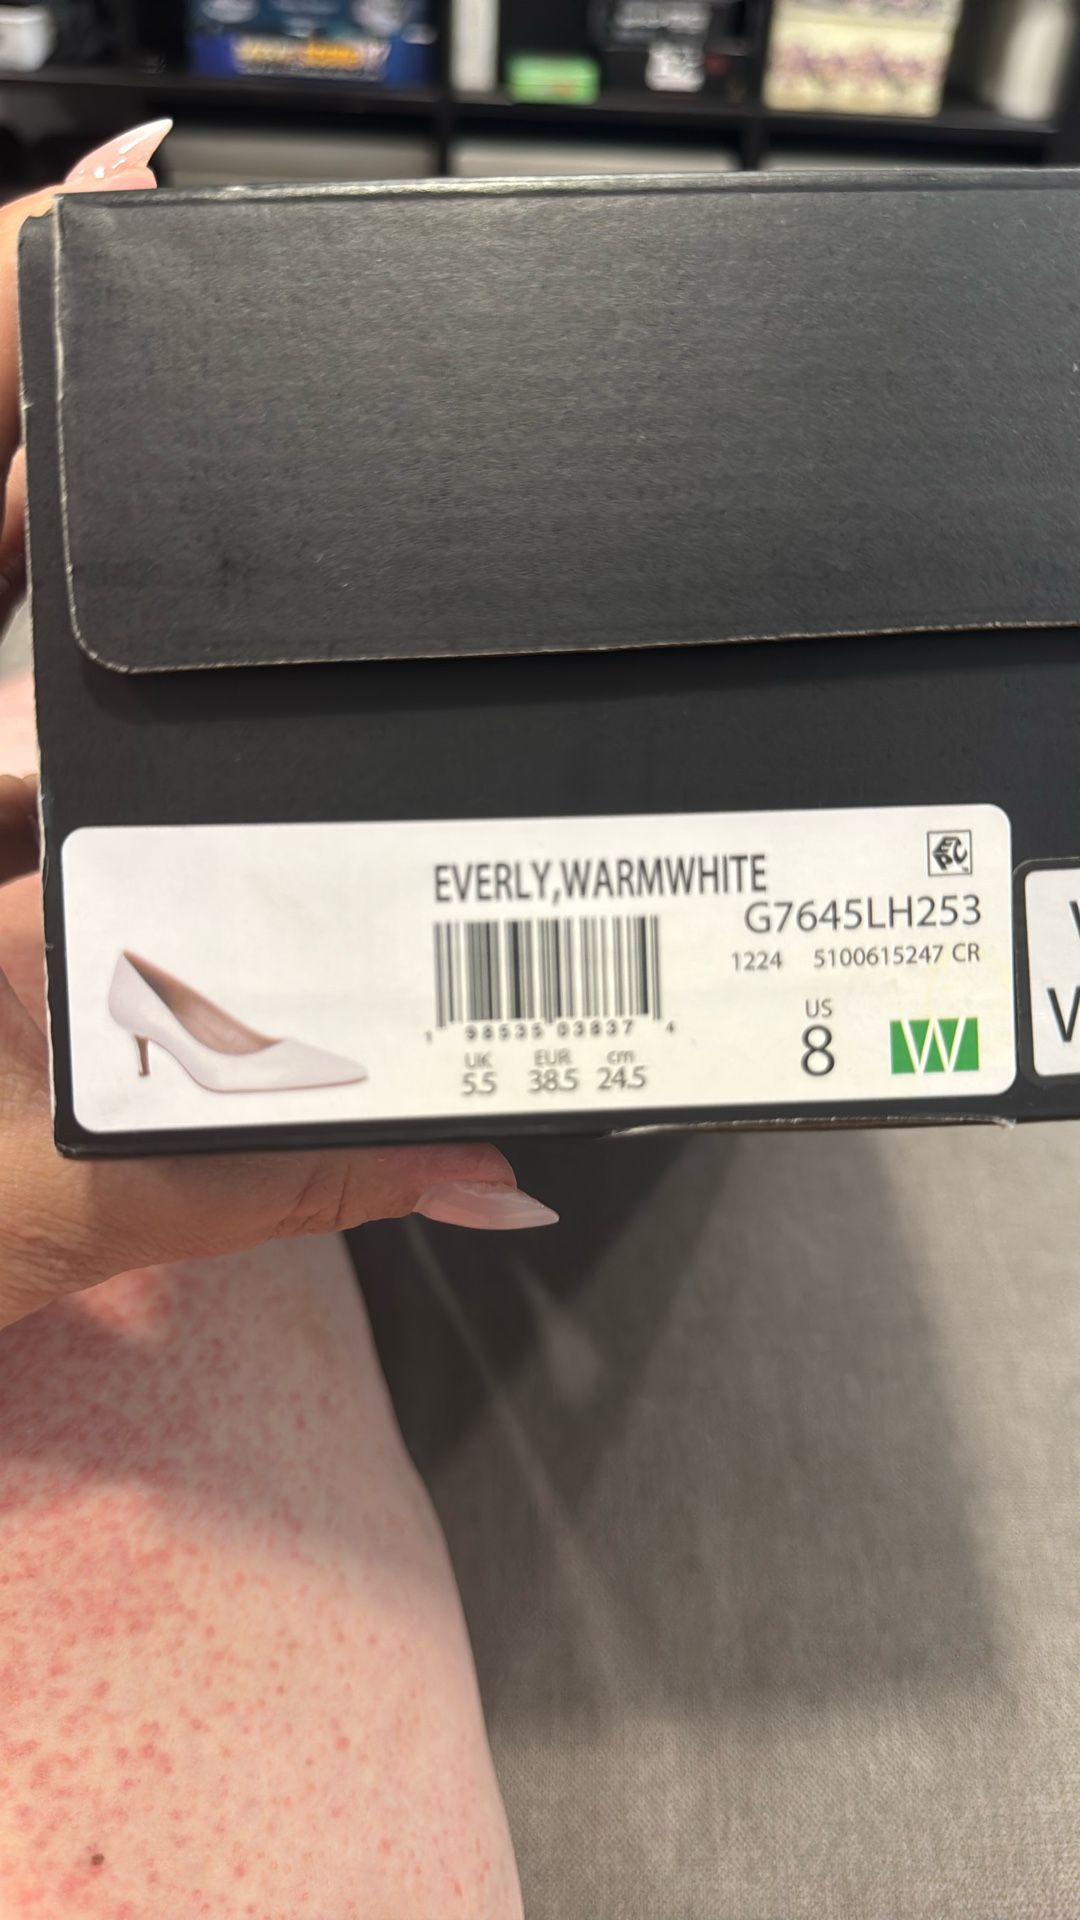 EVERLY,WARMWHITE
G7645LH253
1224 5100615247 CR
1 98535 03837 4
UK EUR cm
5.5 38.5 24.5
US
8 W